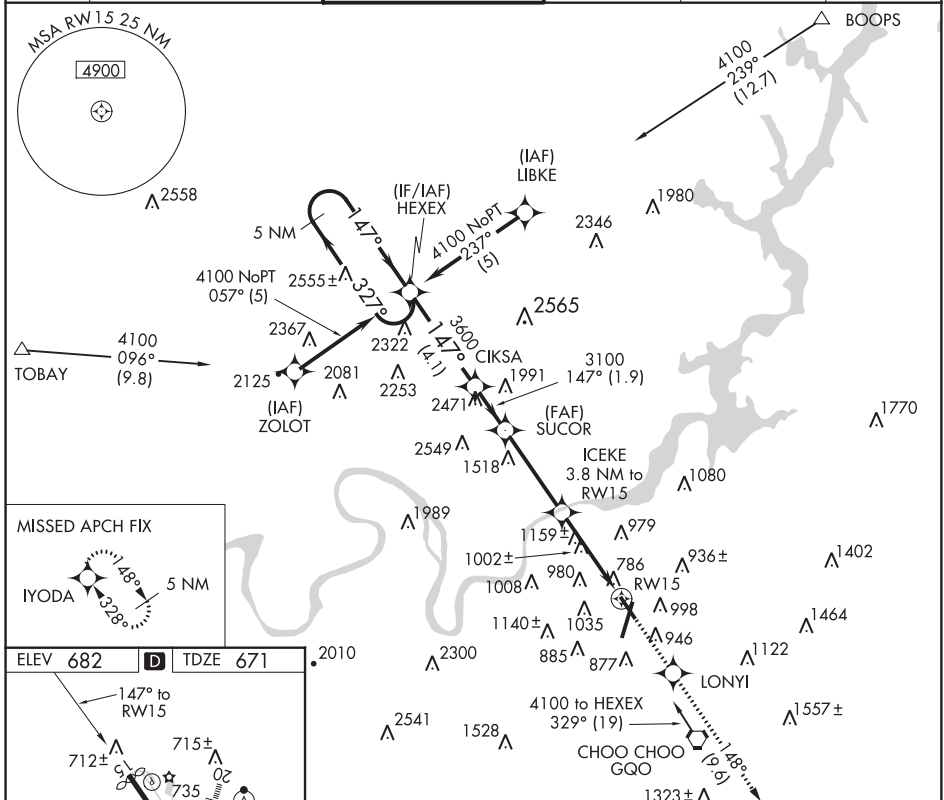 MSA RW15 25 NM
4900
BOOPS
4100
239°
(12.7)
2558
(IAF)
LIBKE
(IF/IAF)
HEXEX
1980
2346
5 NM
147°
4100 NoPT
237°
(5)
4100 NoPT
057° (5)
2555±
327°
2565
2367
2322
3600
147°
(4.1)
CIKSA
4100
096°
(9.8)
TOBAY
2125
(IAF)
ZOLOT
2081
2253
1991
3100
147° (1.9)
2471
(FAF)
SUCOR
1770
2549
1518
ICEKE
3.8 NM to
RW15
1080
MISSED APCH FIX
148°
5 NM
IYODA
328°
1989
1159±
979
1002±
936±
1402
1008
980
786
RW15
998
1035
1464
1140±
946
885
877
1122
ELEV 682
D
TDZE 671
2010
2300
LONYI
147° to
RW15
4100 to HEXEX
329° (19)
1557±
2541
1528
CHOO CHOO
GQO
148°
(9.6)
712±
715±
15
20
735
A
1323±